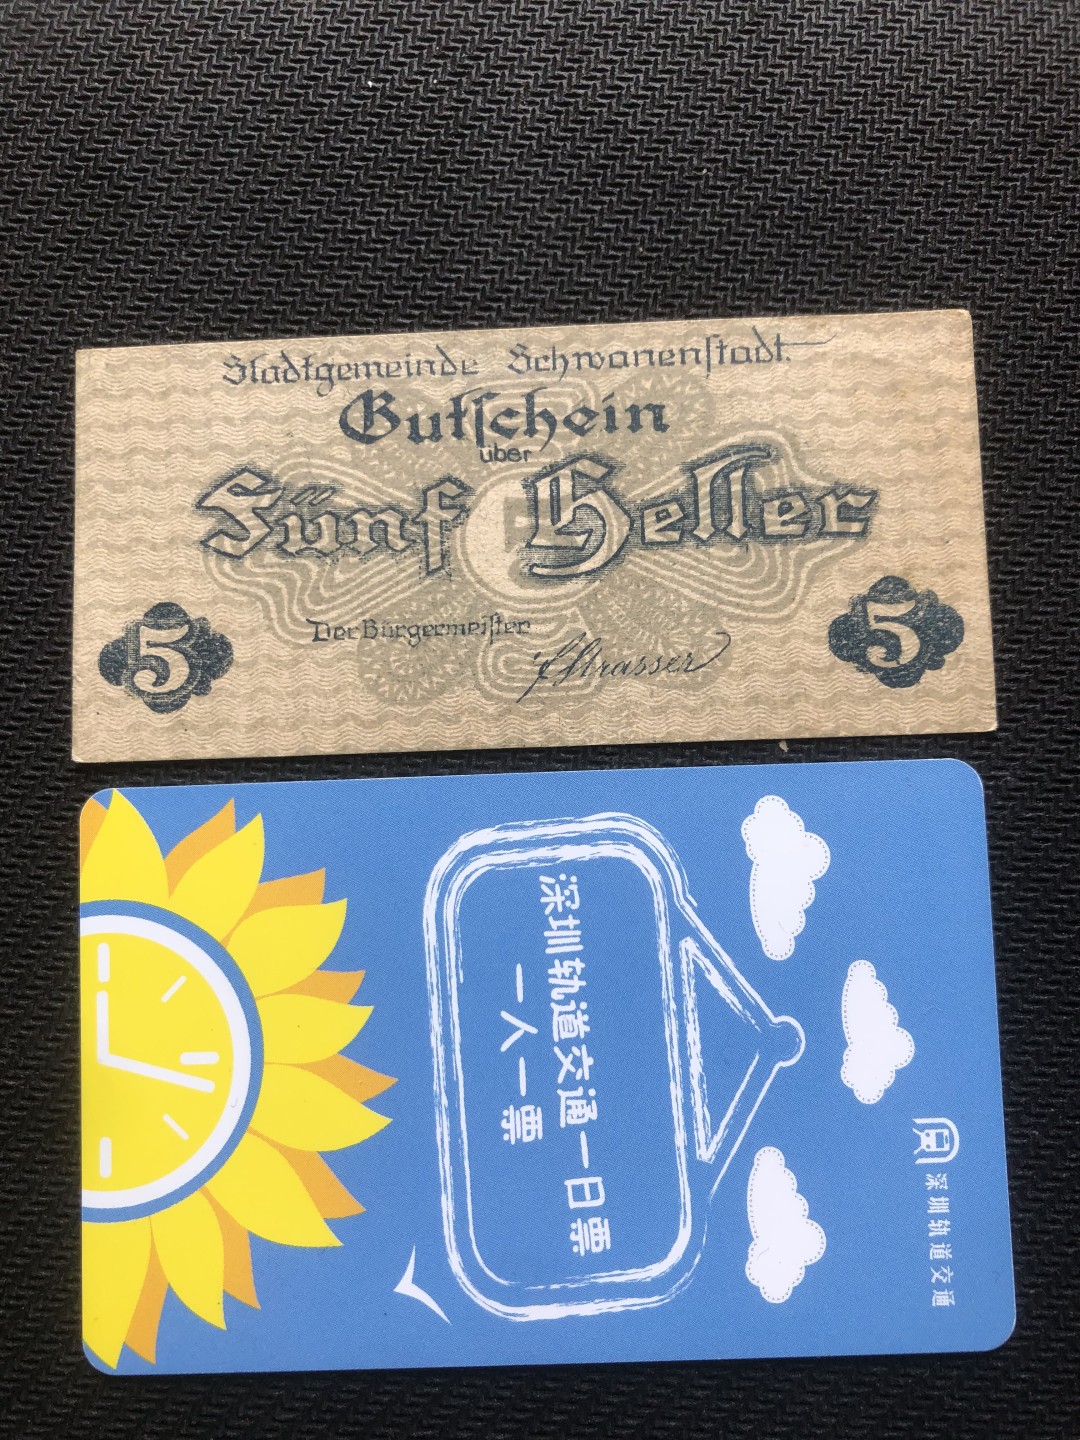 Stadtgemeinde Schwanenstadt.
Gutschein
über
Fünf Heller
Der Bürgermeister
F Strasser
5
5
深圳轨道交通一日票
一人一票
深圳轨道交通